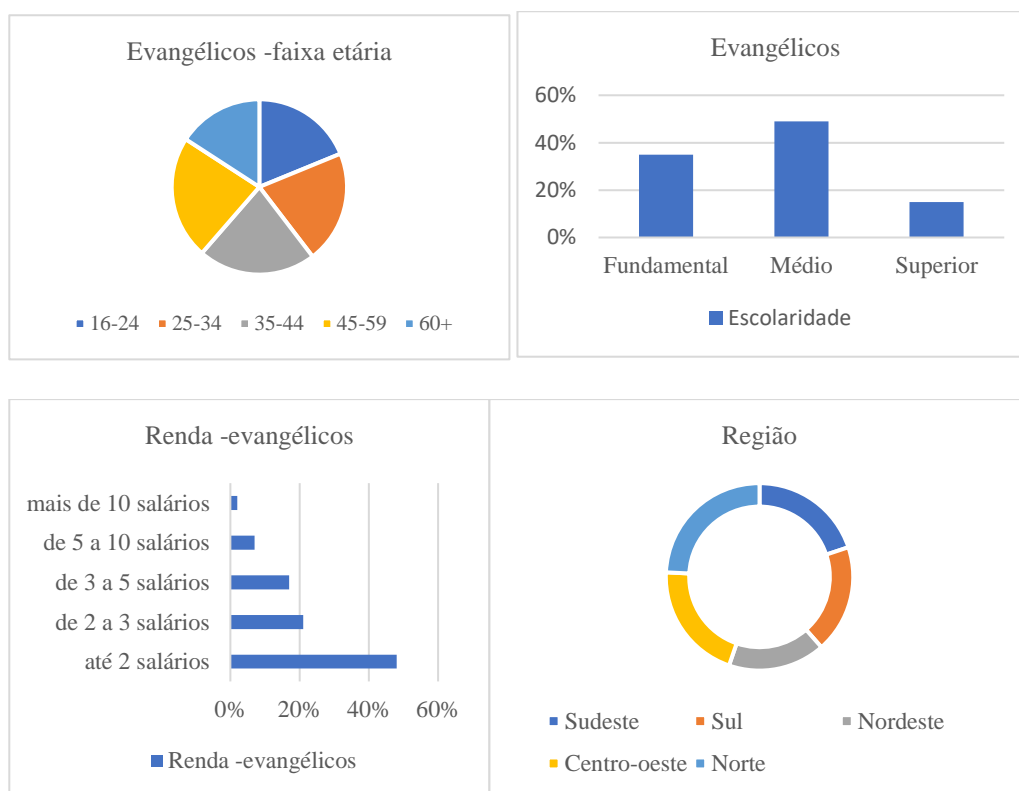 Evangélicos -faixa etária
16-24 25-34 35-44 45-59 60+
Evangélicos
60%
40%
20%
0%
Fundamental Médio Superior
Escolaridade
Renda -evangélicos
mais de 10 salários
de 5 a 10 salários
de 3 a 5 salários
de 2 a 3 salários
até 2 salários
0% 20% 40% 60%
Renda -evangélicos
Região
Sudeste Sul Nordeste
Centro-oeste Norte